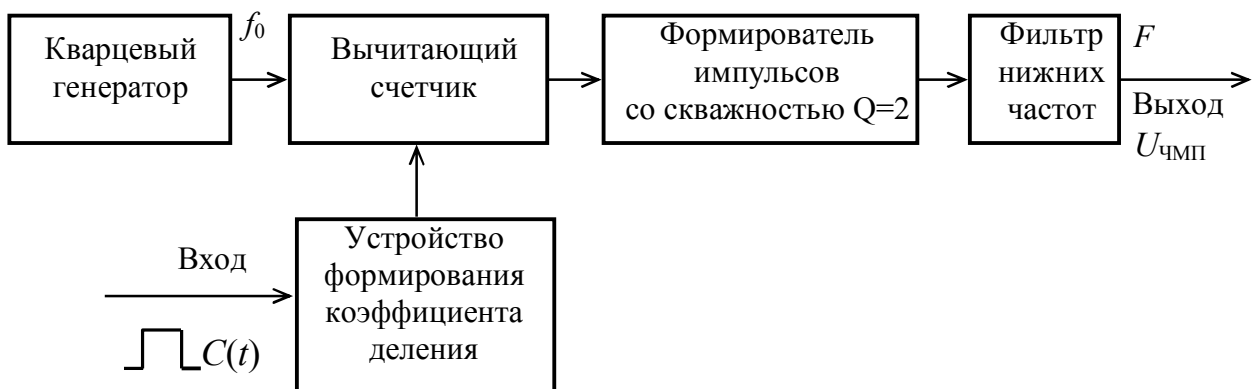 Кварцевый
генератор
f0
Вычитающий
счетчик
Формирователь
импульсов
со скважностью Q=2
Фильтр
нижних
частот
F
Выход
UЧМП
Вход
C(t)
Устройство
формирования
коэффициента
деления